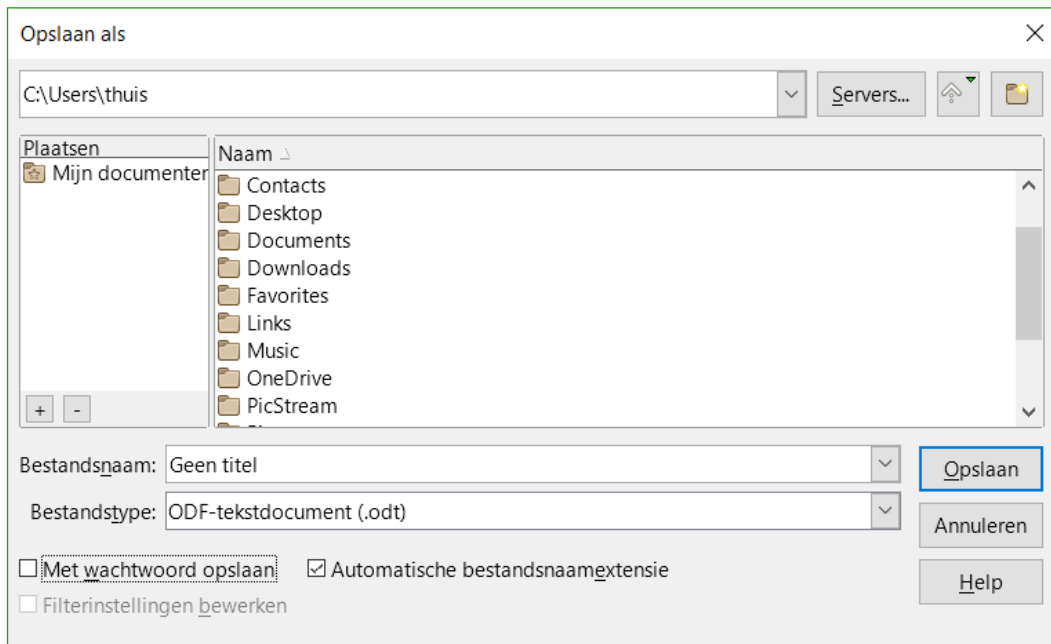 Opslaan als
C:\Users\thuis
Servers...
Plaatsen
Naam
Mijn documenten
Contacts
Desktop
Documents
Downloads
Favorites
Links
Music
OneDrive
PicStream
+ -
Bestandsnaam: Geen titel
Opslaan
Bestandstype: ODF-tekstdocument (.odt)
Annuleren
Met wachtwoord opslaan Automatische bestandsnaamextensie
Help
Filterinstellingen bewerken